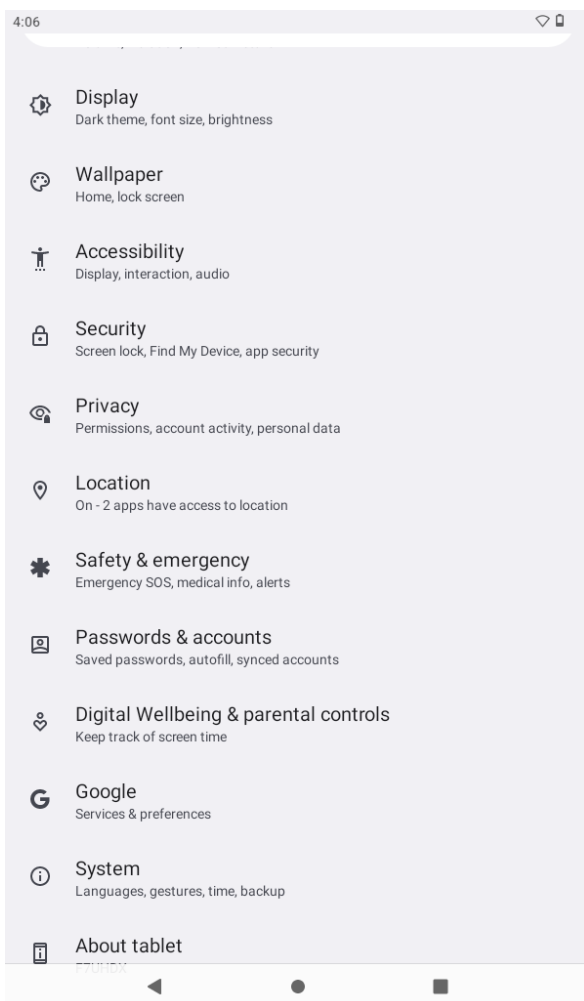 4:06
Display
Dark theme, font size, brightness
Wallpaper
Home, lock screen
Accessibility
Display, interaction, audio
Security
Screen lock, Find My Device, app security
Privacy
Permissions, account activity, personal data
Location
On - 2 apps have access to location
Safety & emergency
Emergency SOS, medical info, alerts
Passwords & accounts
Saved passwords, autofill, synced accounts
Digital Wellbeing & parental controls
Keep track of screen time
Google
Services & preferences
System
Languages, gestures, time, backup
About tablet